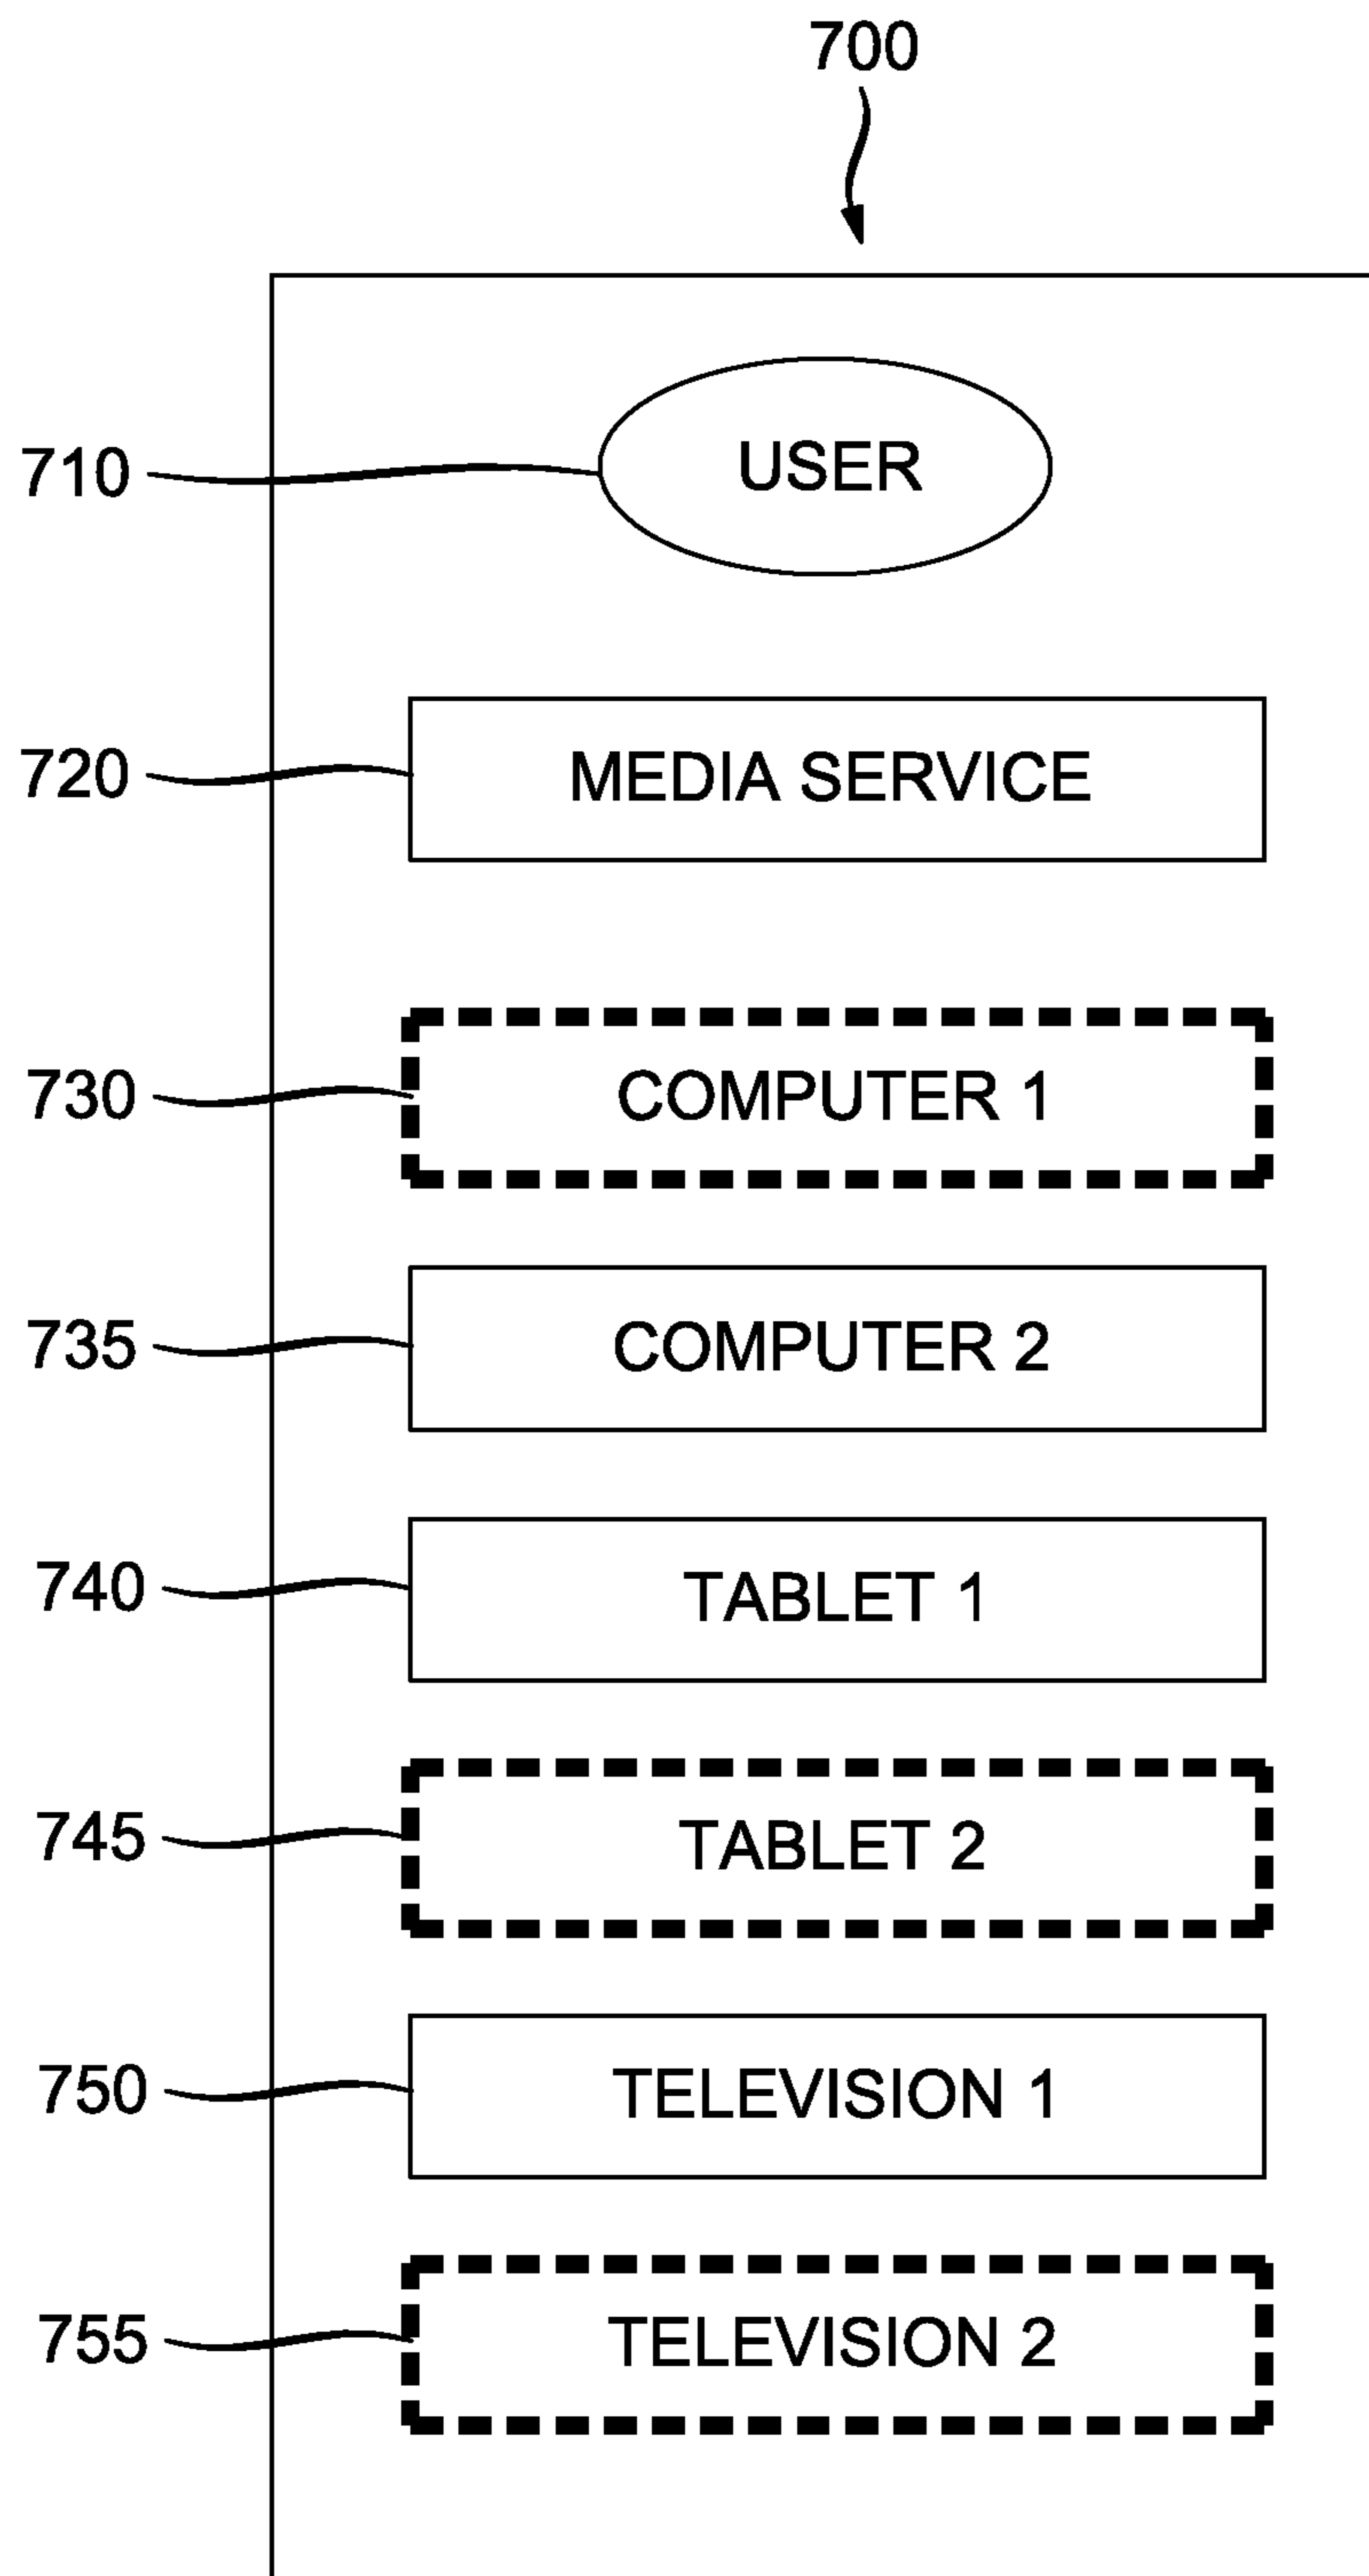 700
710 USER
720 MEDIA SERVICE
730 COMPUTER 1
735 COMPUTER 2
740 TABLET 1
745 TABLET 2
750 TELEVISION 1
755 TELEVISION 2